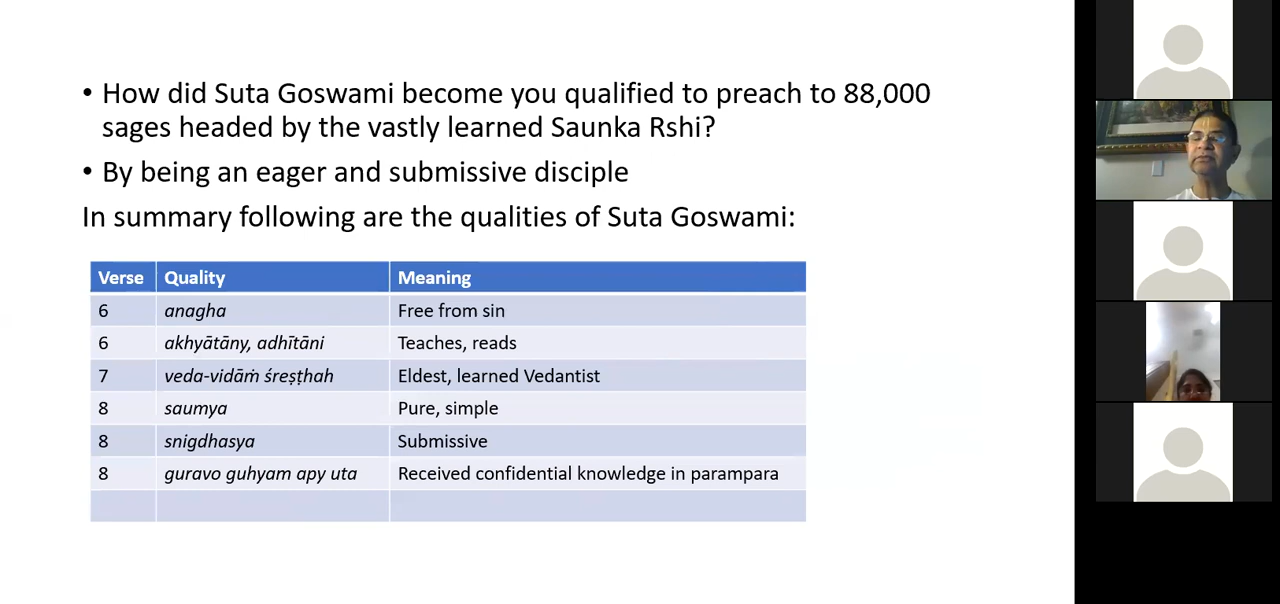 • How did Suta Goswami become you qualified to preach to 88,000
sages headed by the vastly learned Saunka Rshi?
• By being an eager and submissive disciple
In summary following are the qualities of Suta Goswami:
Verse Quality Meaning
6 anagha Free from sin
6 akhyātāny, adhītāni Teaches, reads
7 veda-vidāṁ śreṣṭhah Eldest, learned Vedantist
8 saumya Pure, simple
8 snigdhasya Submissive
8 guravo guhyam apy uta Received confidential knowledge in parampara